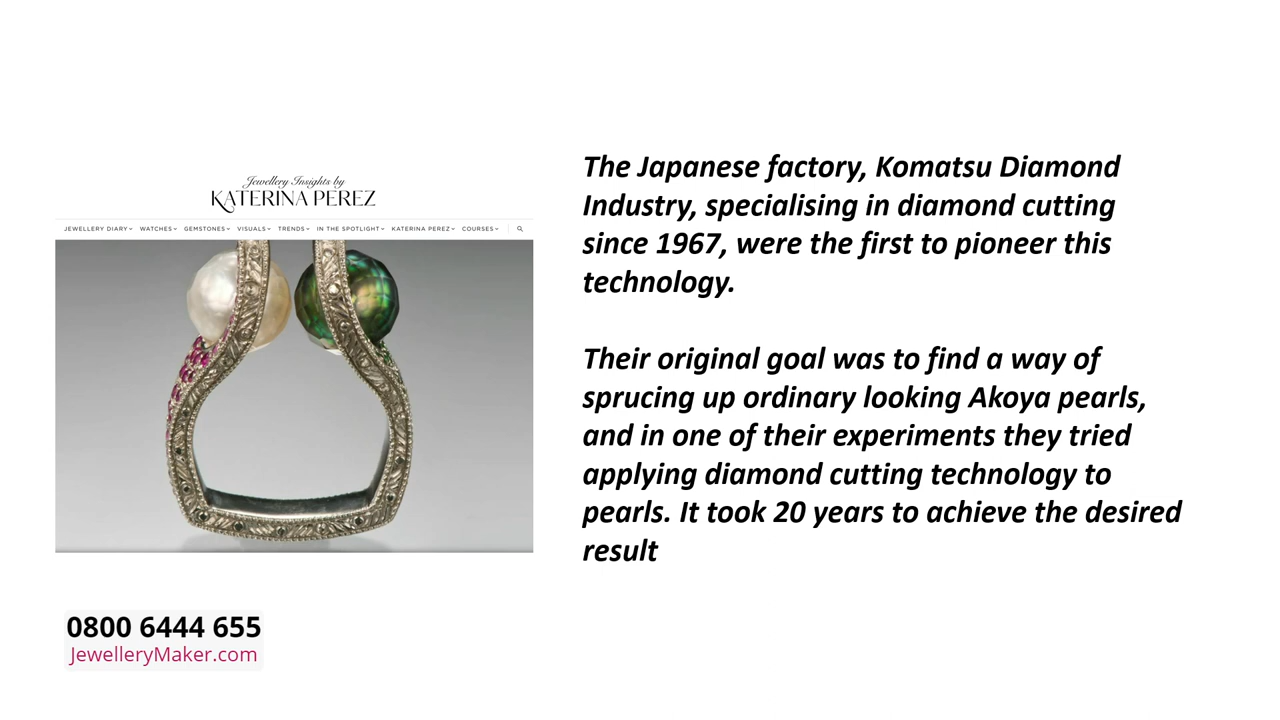 Jewellery Insights by
KATERINA PEREZ
JEWELLERY DIARY WATCHES GEMSTONES VISUALS TRENDS IN THE SPOTLIGHT KATERINA PEREZ COURSES
The Japanese factory, Komatsu Diamond
Industry, specialising in diamond cutting
since 1967, were the first to pioneer this
technology.
Their original goal was to find a way of
sprucing up ordinary looking Akoya pearls,
and in one of their experiments they tried
applying diamond cutting technology to
pearls. It took 20 years to achieve the desired
result
0800 6444 655
JewelleryMaker.com